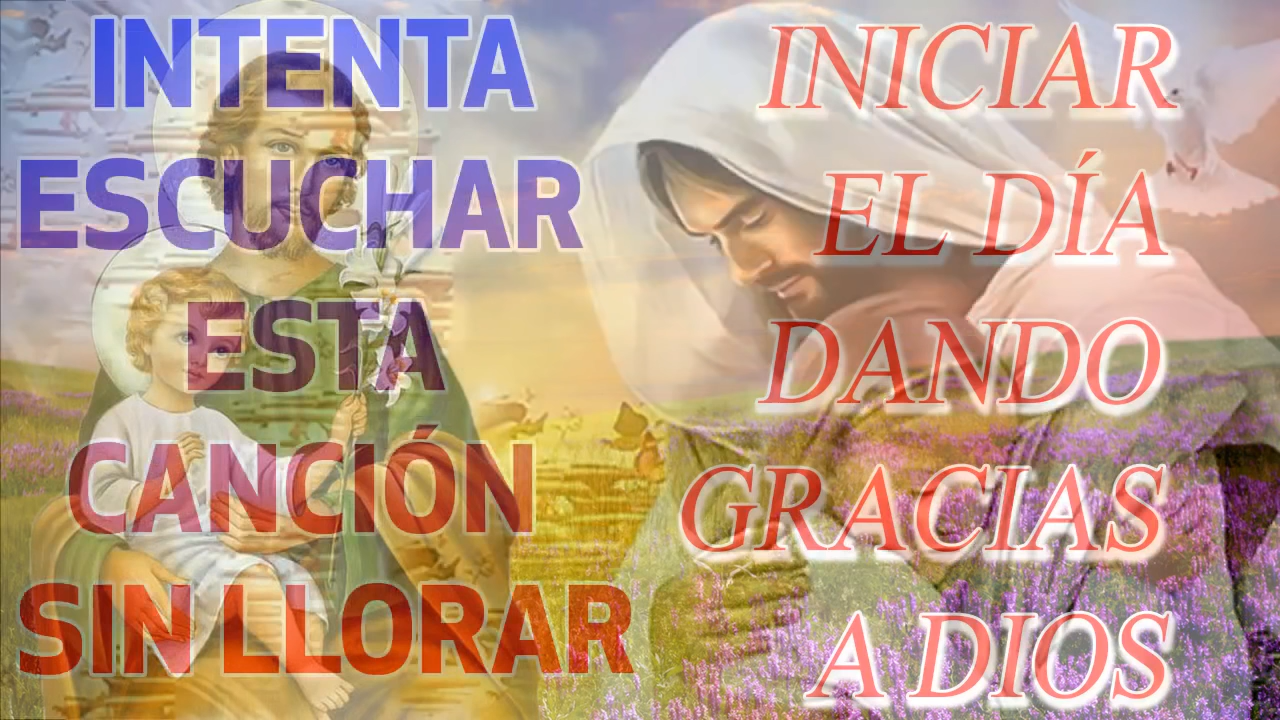 INTENTA
ESCUCHAR
ESTA
CANCIÓN
SIN LLORAR
INICIAR
EL DÍA
DANDO
GRACIAS
A DIOS